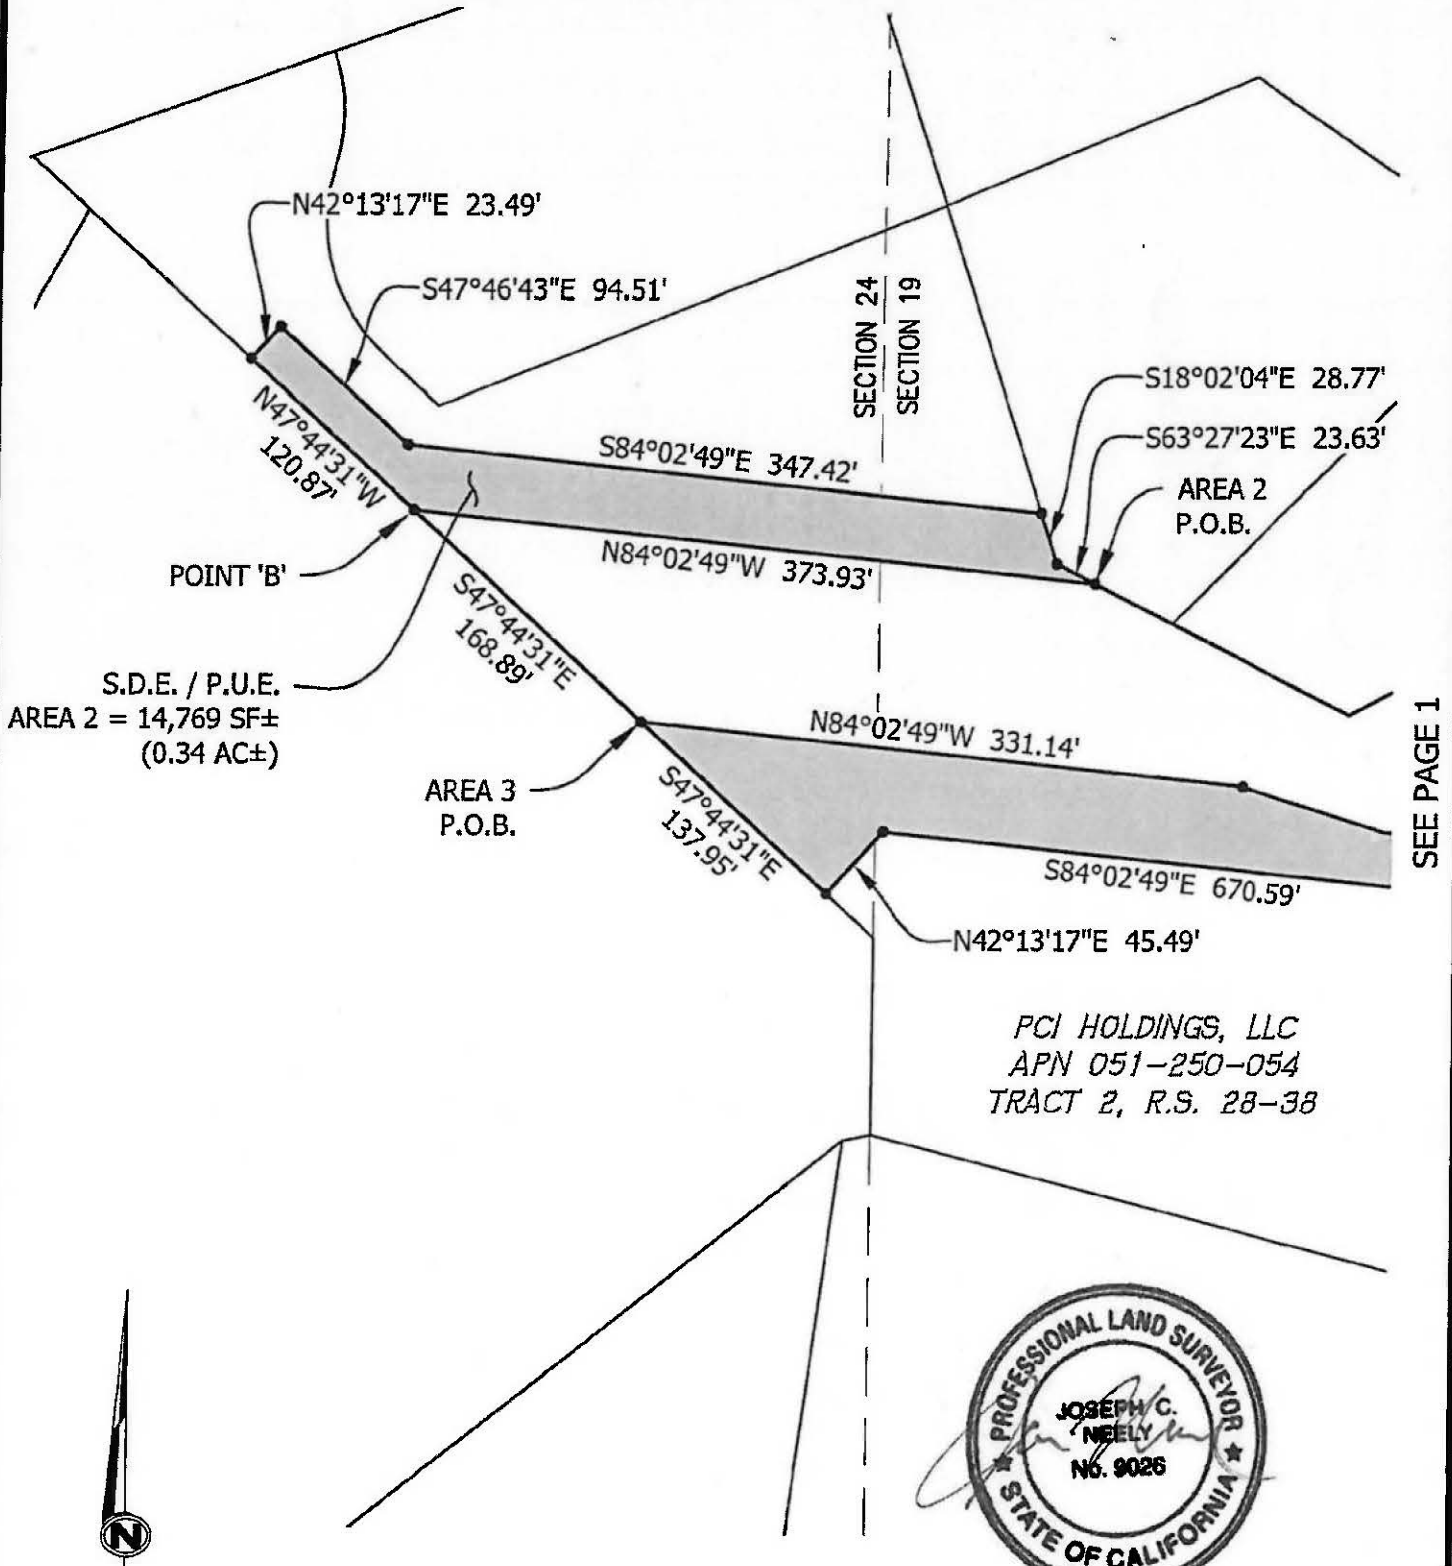 N42°13'17"E 23.49'
S47°46'43"E 94.51'
SECTION 24
SECTION 19
S18°02'04"E 28.77'
S63°27'23"E 23.63'
AREA 2
P.O.B.
N47°44'31"W
120.87'
S84°02'49"E 347.42'
N84°02'49"W 373.93'
POINT 'B'
S47°44'31"E
168.89'
S.D.E. / P.U.E.
AREA 2 = 14,769 SF±
(0.34 AC±)
N84°02'49"W 331.14'
AREA 3
P.O.B.
S47°44'31"E
137.95'
S84°02'49"E 670.59'
SEE PAGE 1
N42°13'17"E 45.49'
PCI HOLDINGS, LLC
APN 051-250-054
TRACT 2, R.S. 28-38
PROFESSIONAL LAND SURVEYOR
JOSEPH C.
NEELY
No. 9026
STATE OF CALIFORNIA
N